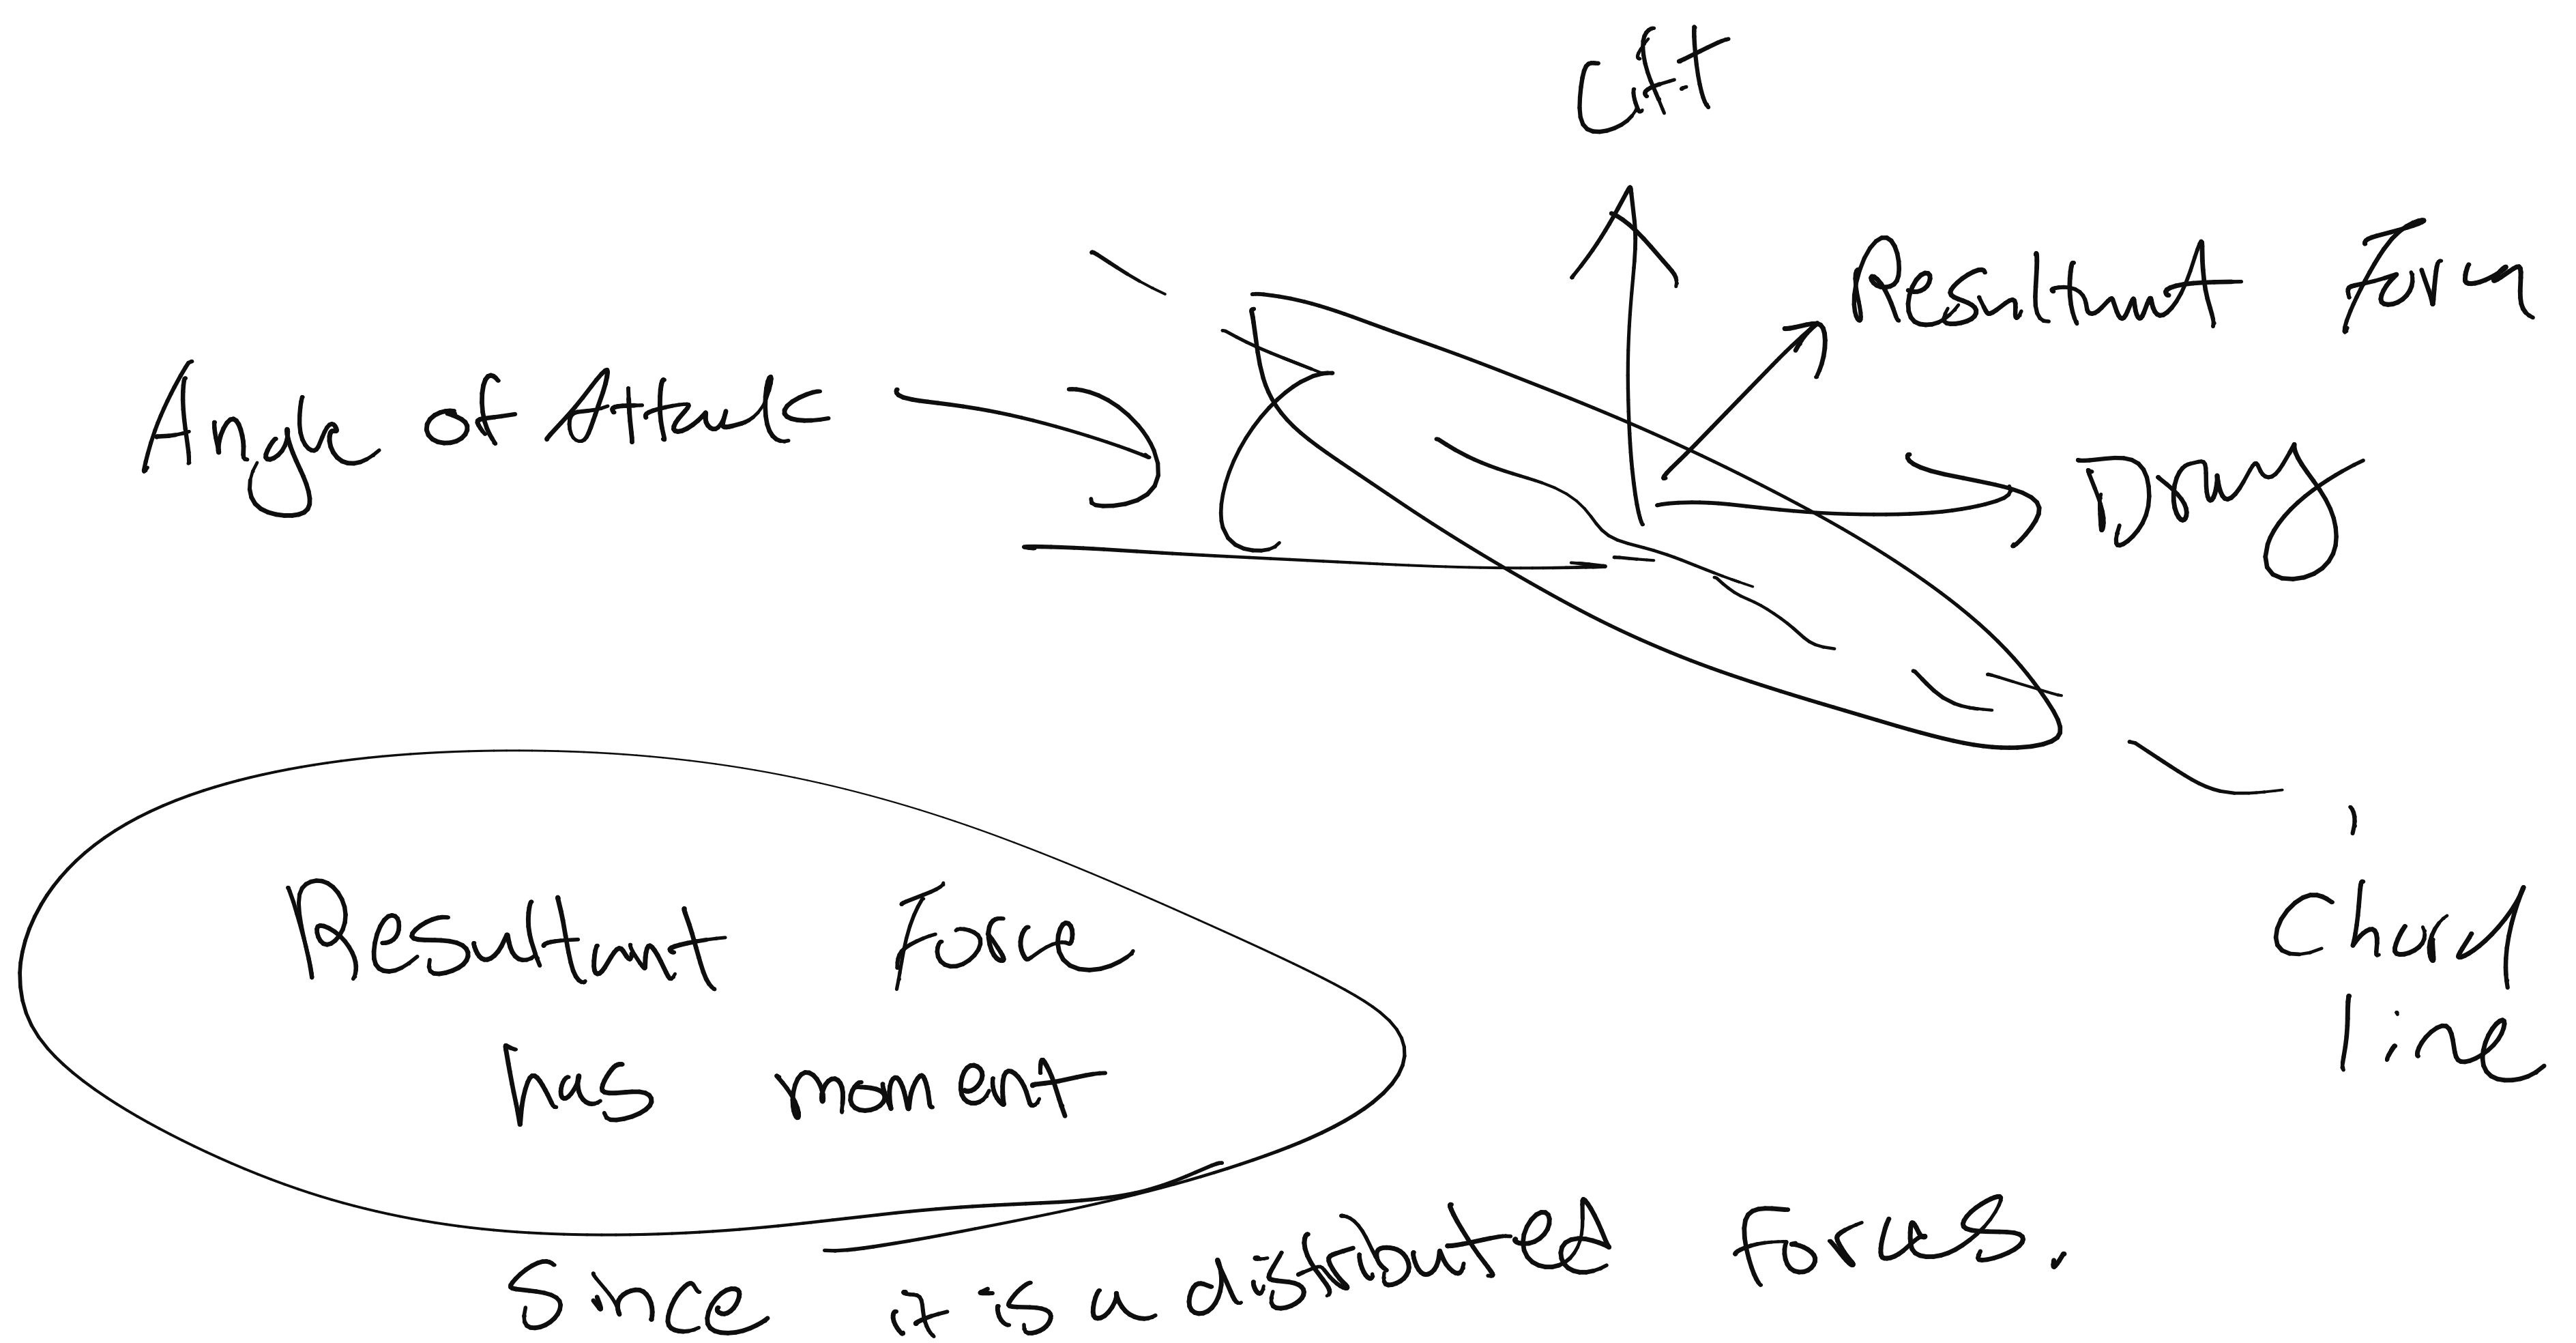 Lift
Resultant Force
Angle of Attack
Drag
Chord
line
Resultant Force
has moment
Since it is a distributed forces.